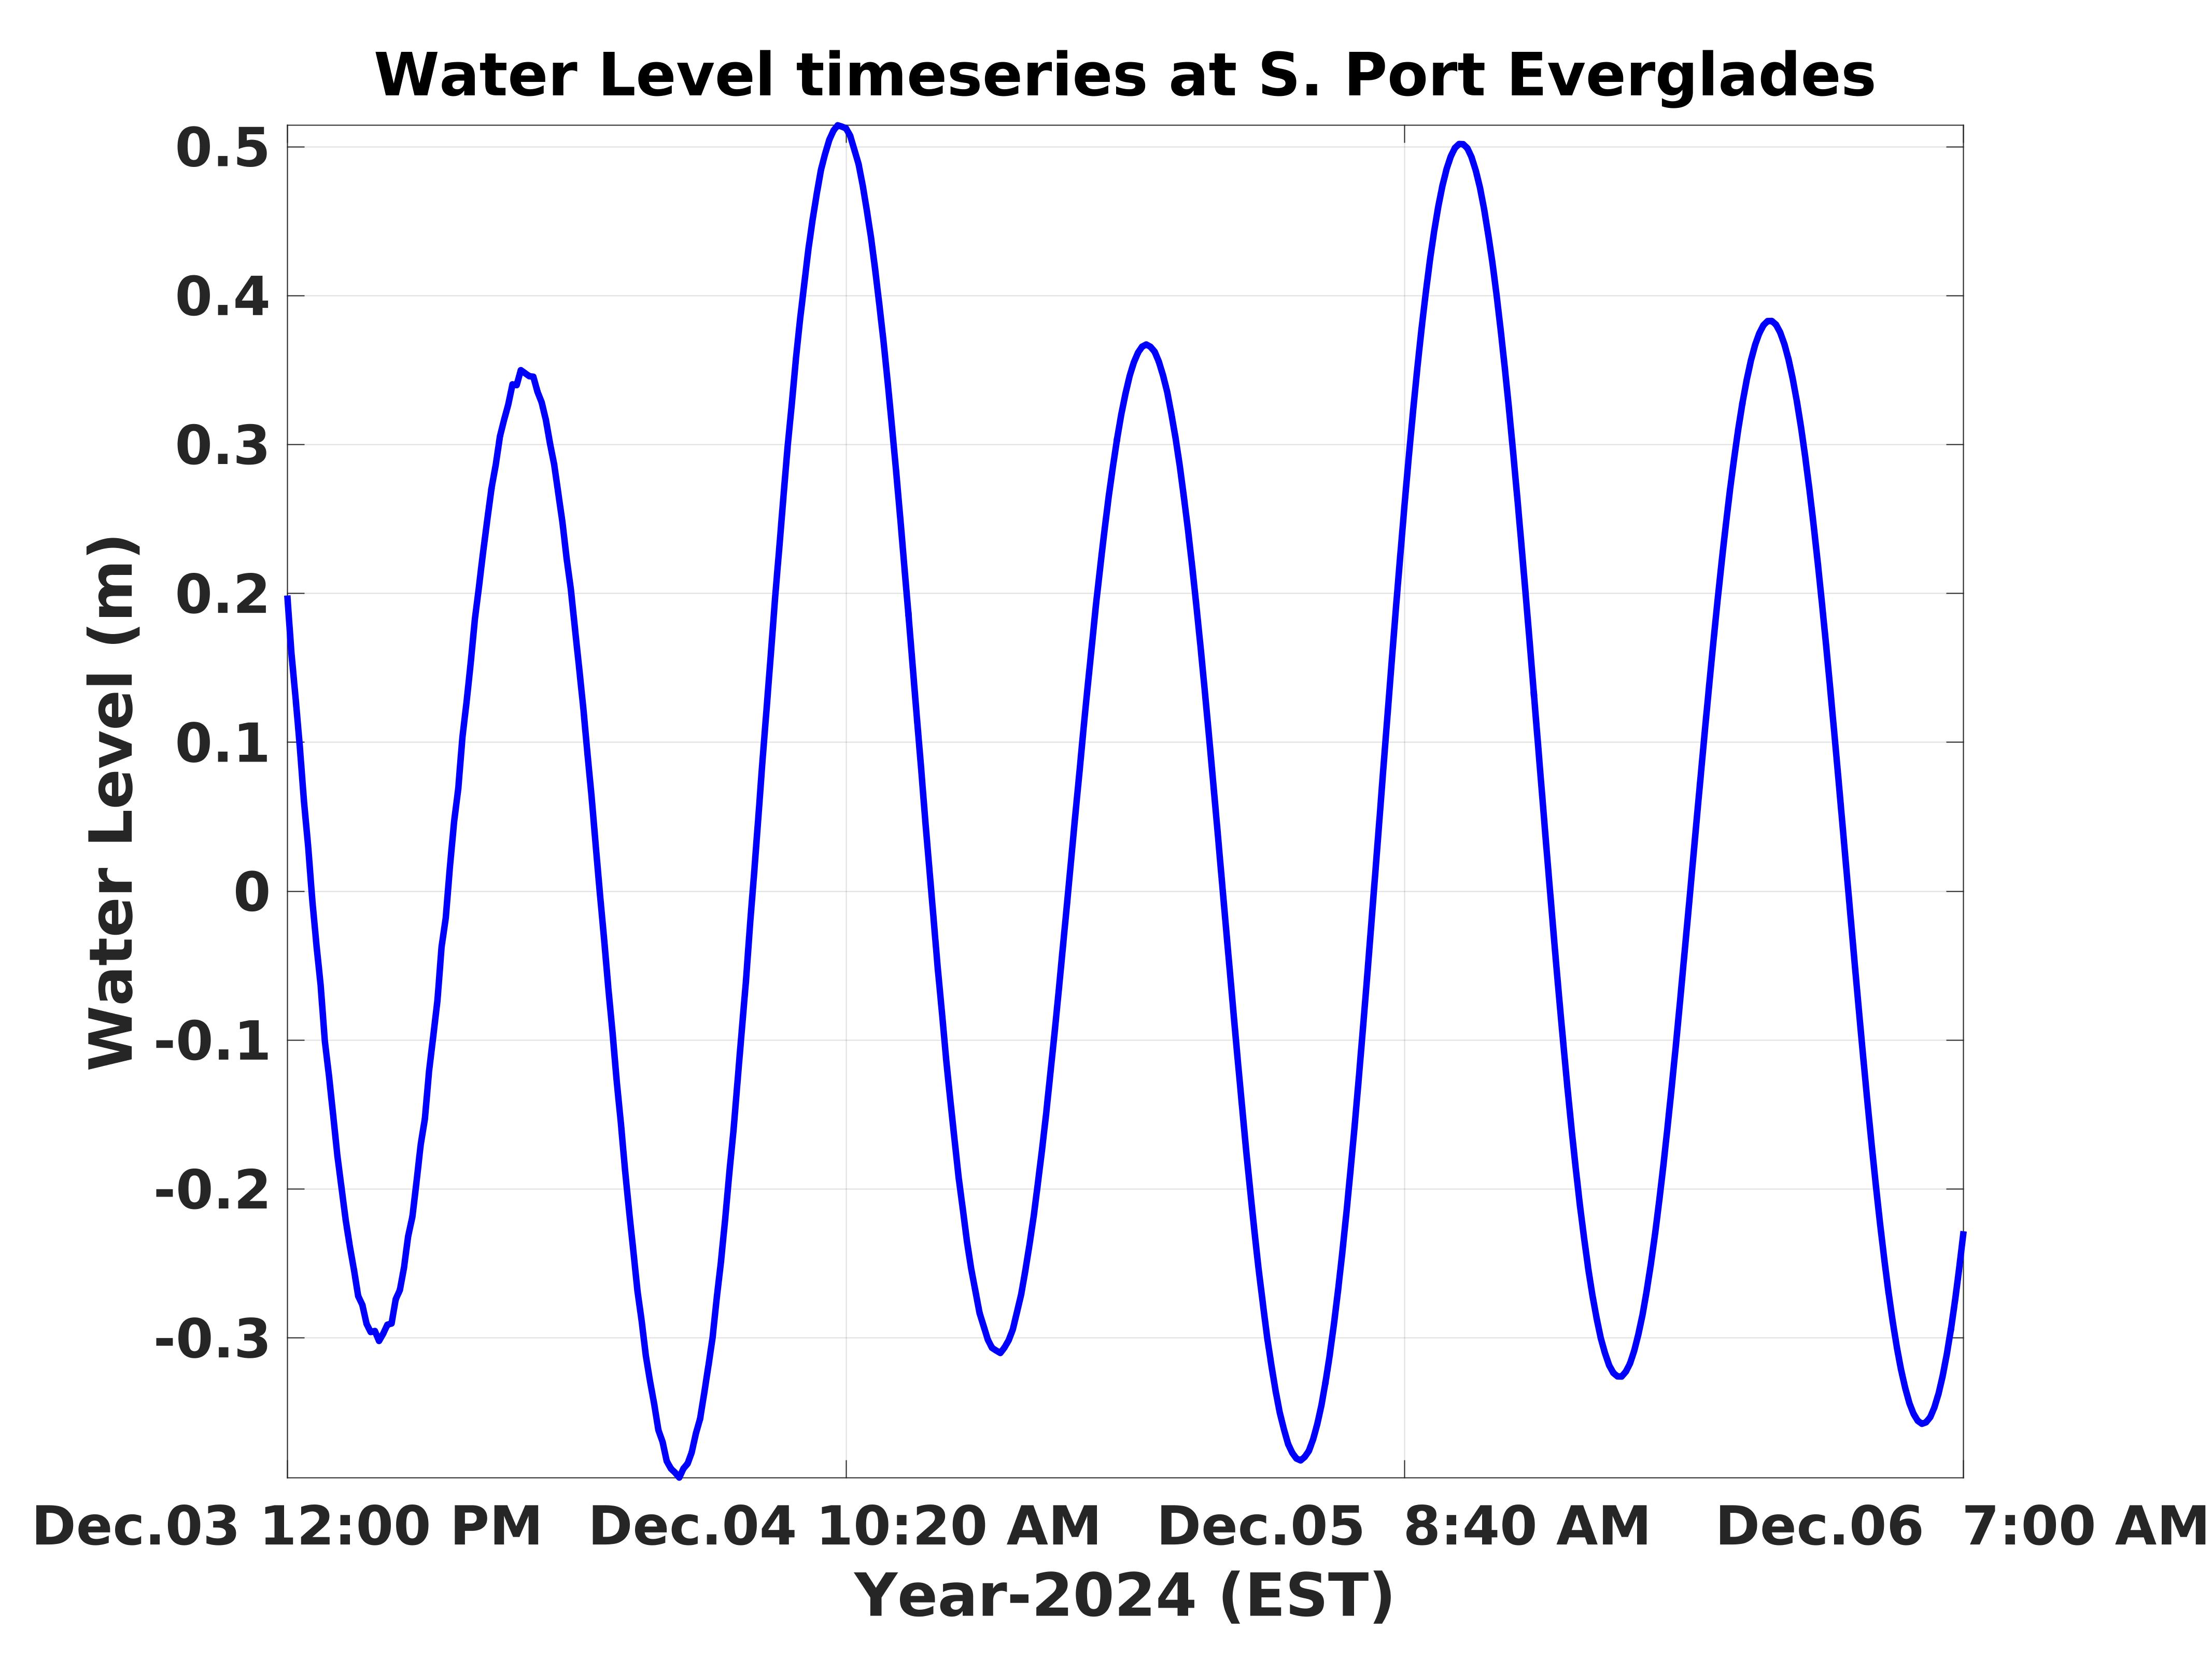 Water Level timeseries at S. Port Everglades
0.5
0.4
0.3
0.2
0.1
0
-0.1
-0.2
-0.3
Water Level (m)
Dec.03 12:00 PM Dec.04 10:20 AM Dec.05 8:40 AM Dec.06 7:00 AM
Year-2024 (EST)